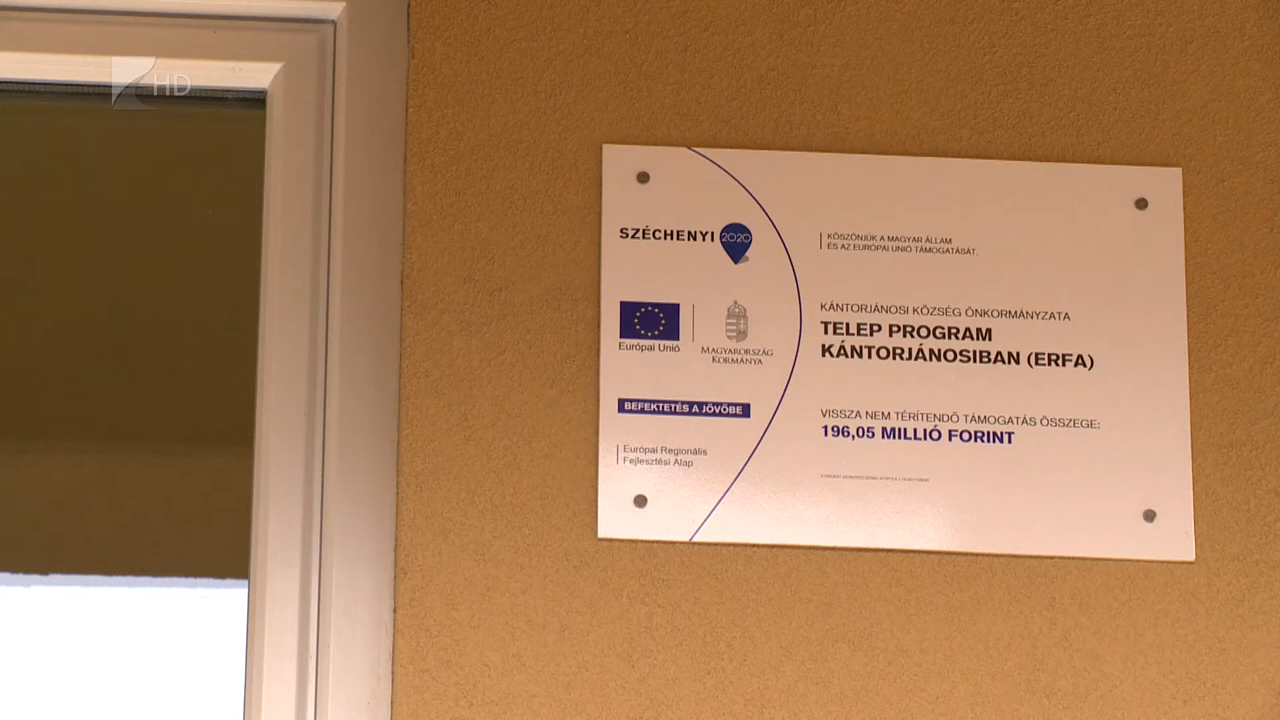 HD
SZÉCHENYI 2020
Európai Unió
MAGYARORSZÁG
KORMÁNYA
BEFEKTETÉS A JÖVŐBE
Európai Regionális
Fejlesztési Alap
KÖSZÖNJÜK A MAGYAR ÁLLAM
ÉS AZ EURÓPAI UNIÓ TÁMOGATÁSÁT.
KÁNTORJÁNOSI KÖZSÉG ÖNKORMÁNYZATA
TELEP PROGRAM
KÁNTORJÁNOSIBAN (ERFA)
VISSZA NEM TÉRÍTENDŐ TÁMOGATÁS ÖSSZEGE:
196,05 MILLIÓ FORINT